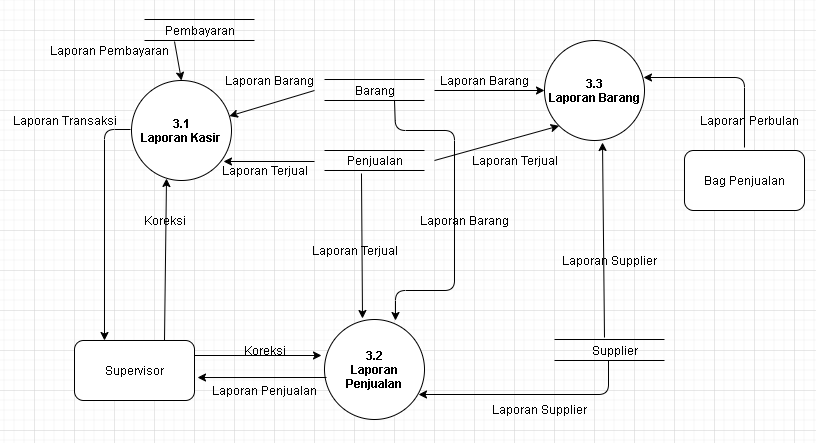 Pembayaran
Laporan Pembayaran
Laporan Barang
Barang
Laporan Barang
3.3
Laporan Barang
3.1
Laporan Kasir
Laporan Transaksi
Laporan Perbulan
Penjualan
Laporan Terjual
Laporan Terjual
Bag Penjualan
Koreksi
Laporan Barang
Laporan Terjual
Laporan Supplier
Supplier
Koreksi
3.2
Laporan
Penjualan
Supervisor
Laporan Penjualan
Laporan Supplier